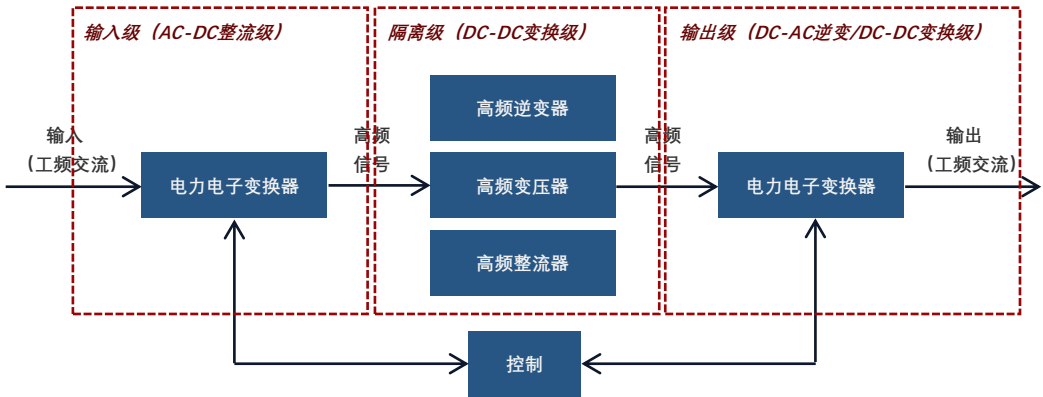 输入级（AC-DC整流级）
隔离级（DC-DC变换级）
输出级（DC-AC逆变/DC-DC变换级）
输入
（工频交流）
电力电子变换器
高频
信号
高频逆变器
高频变压器
高频整流器
高频
信号
电力电子变换器
输出
（工频交流）
控制